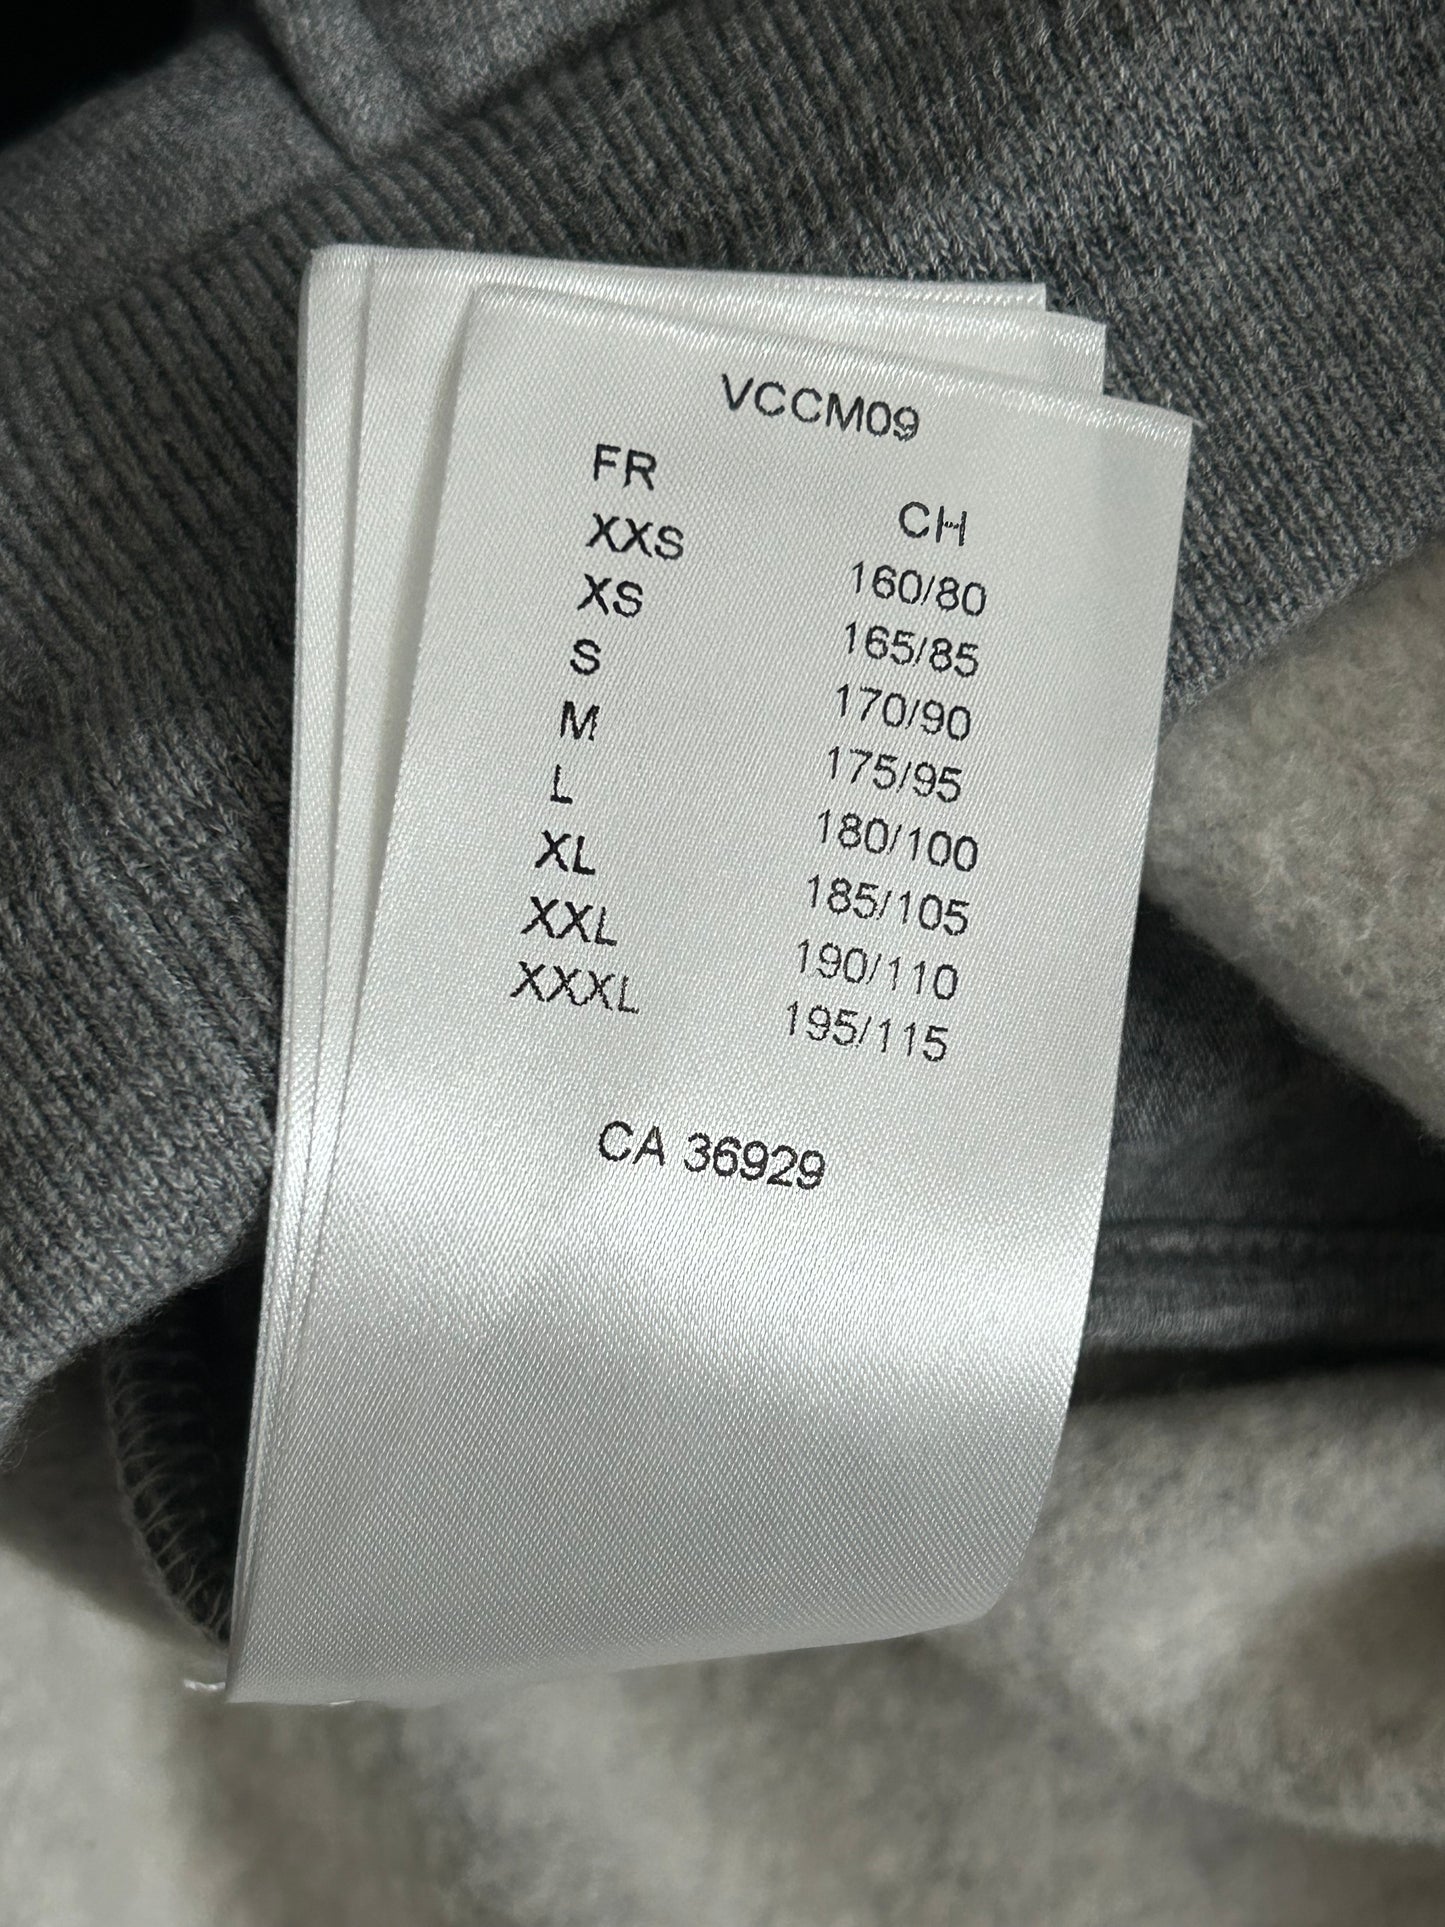 VCCM09
FR CH
XXS 160/80
XS 165/85
S 170/90
M 175/95
L 180/100
XL 185/105
XXL 190/110
XXXL 195/115
CA 36929